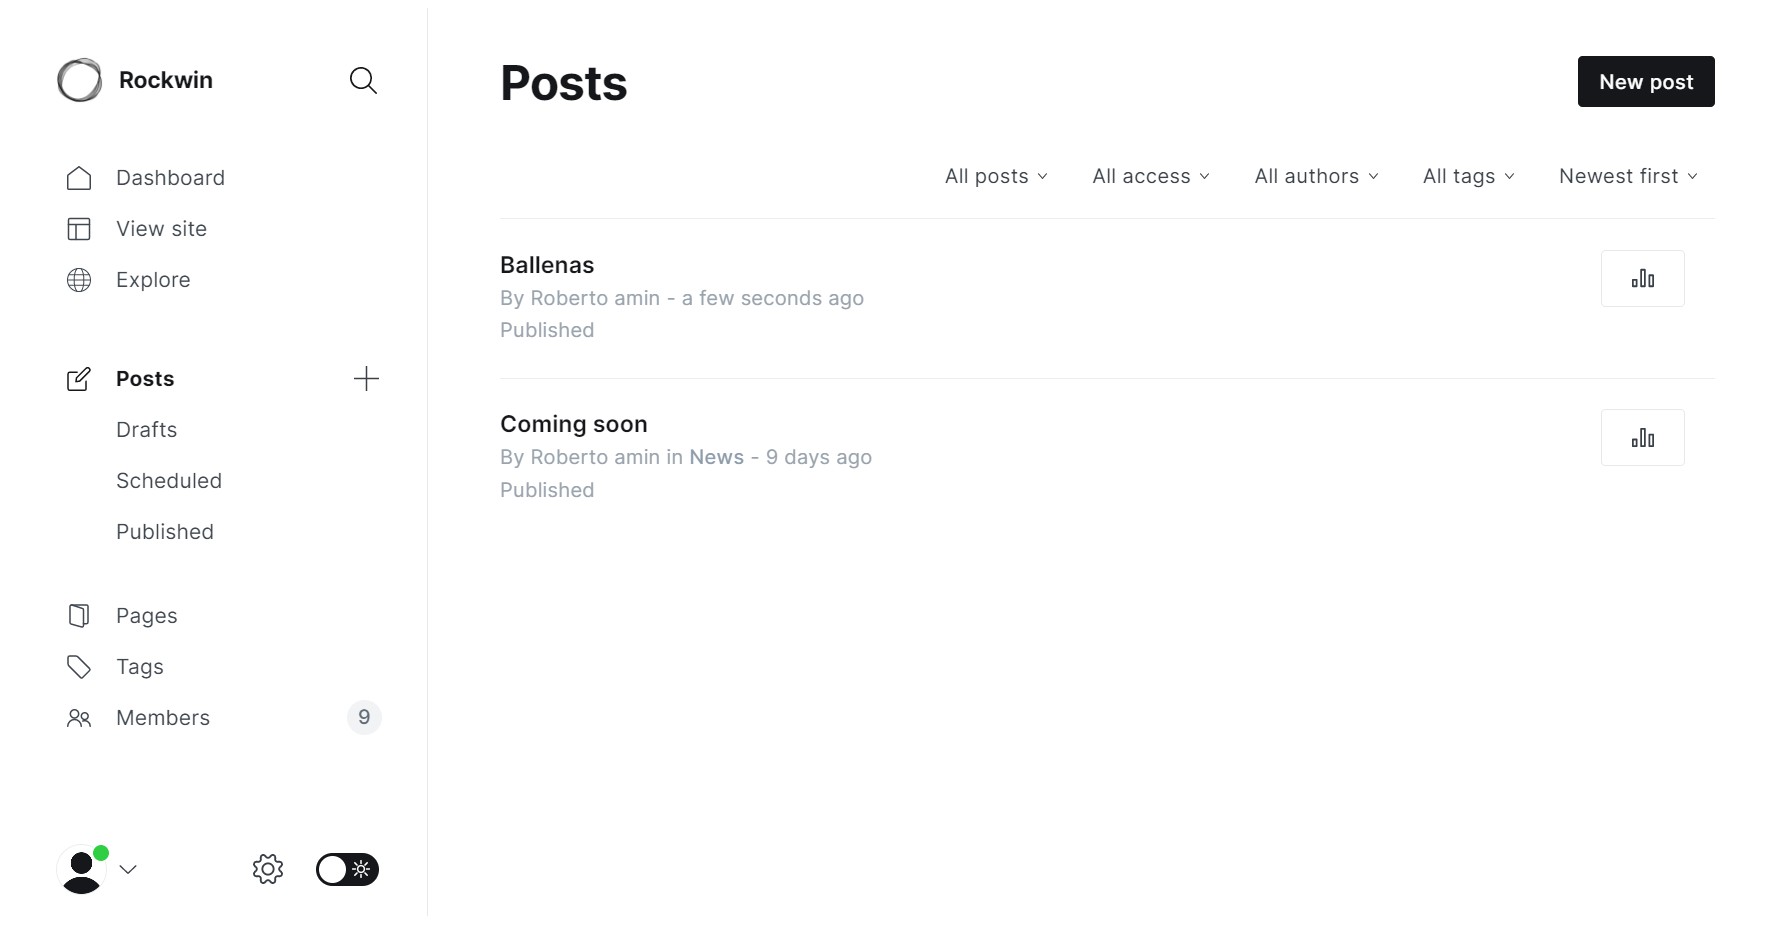 Rockwin
Dashboard
View site
Explore
Posts
Drafts
Scheduled
Published
Pages
Tags
Members 9
Posts
New post
All posts All access All authors All tags Newest first
Ballenas
By Roberto amin - a few seconds ago
Published
Coming soon
By Roberto amin in News - 9 days ago
Published